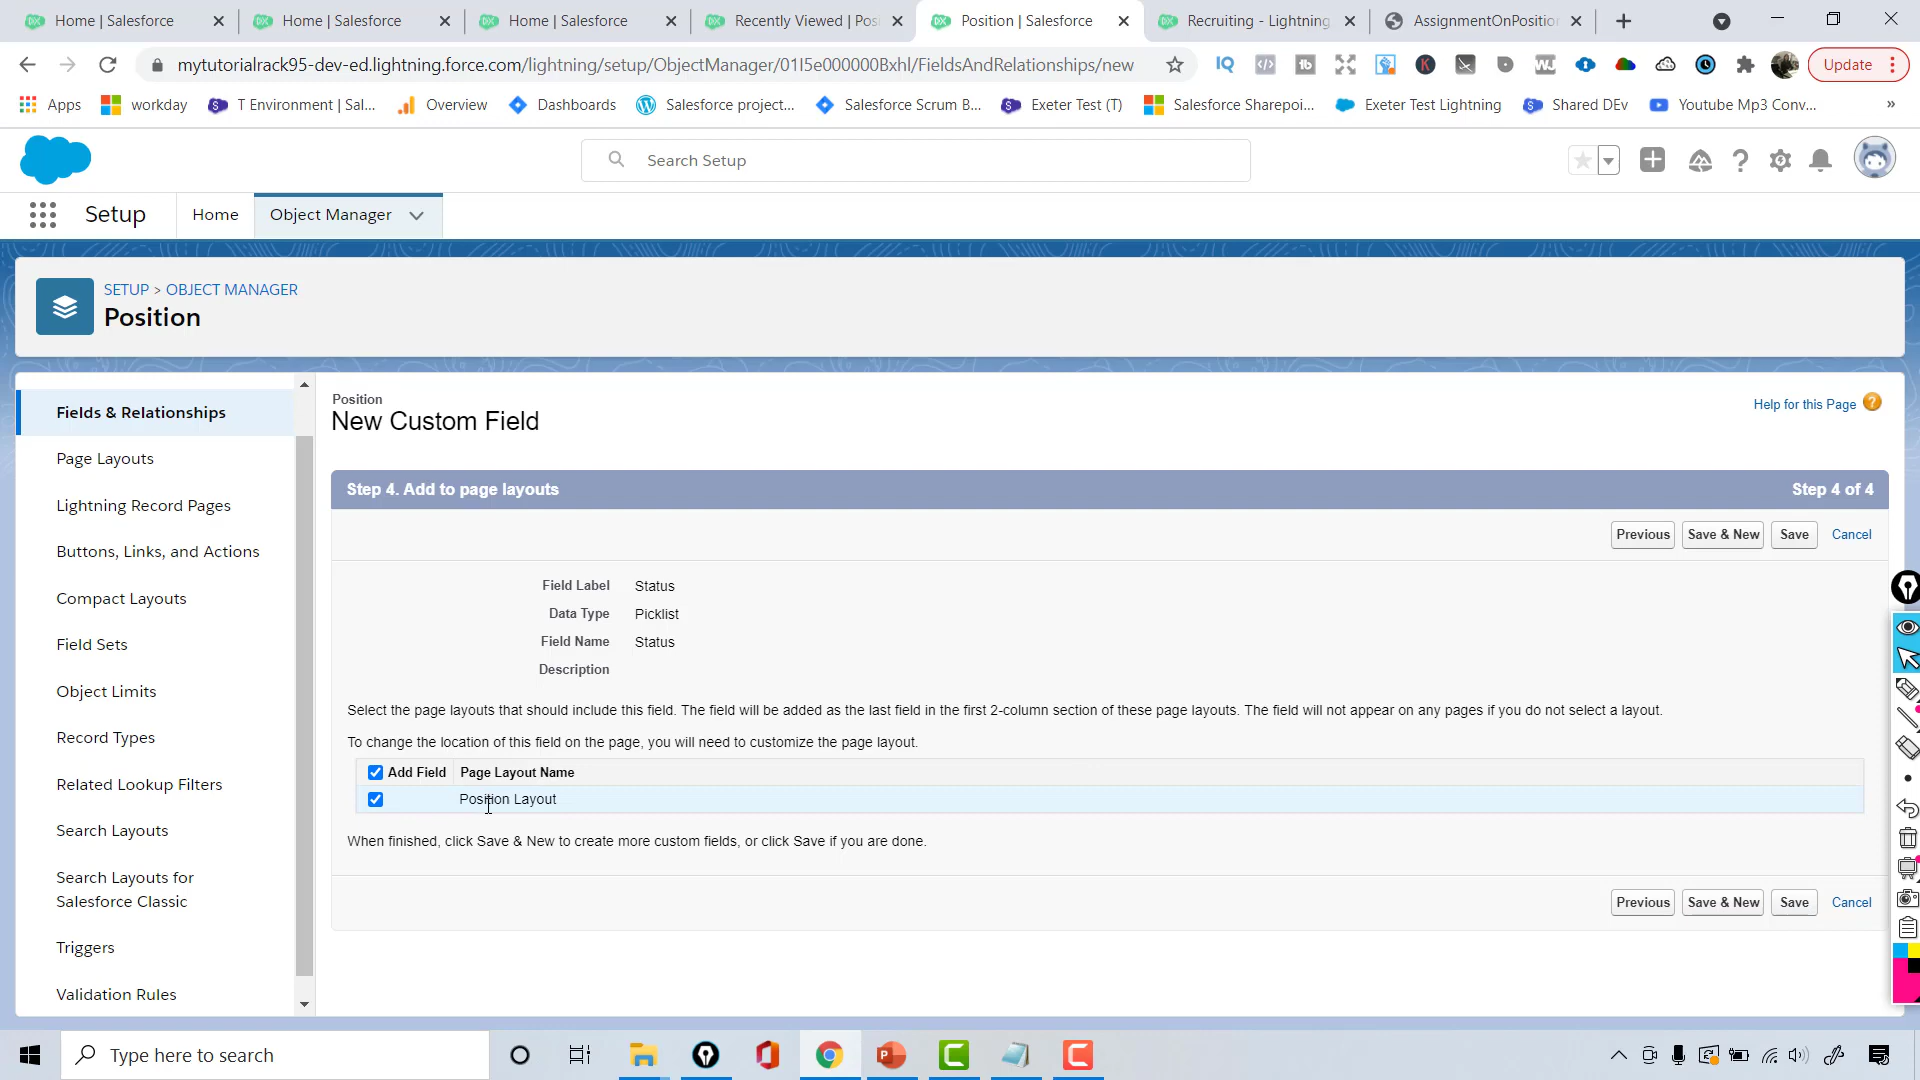 Home | Salesforce
Home | Salesforce
Home | Salesforce
Recently Viewed | Posi
Position | Salesforce
Recruiting - Lightning
AssignmentOnPosition
mytutorialrack95-dev-ed.lightning.force.com/lightning/setup/ObjectManager/01I5e000000Bxhl/FieldsAndRelationships/new
Update
Apps
workday
T Environment | Sal...
Overview
Dashboards
Salesforce project...
Salesforce Scrum B...
Exeter Test (T)
Salesforce Sharepoi...
Exeter Test Lightning
Shared DEv
Youtube Mp3 Conv...
Search Setup
Setup
Home
Object Manager
SETUP > OBJECT MANAGER
Position
Fields & Relationships
Page Layouts
Lightning Record Pages
Buttons, Links, and Actions
Compact Layouts
Field Sets
Object Limits
Record Types
Related Lookup Filters
Search Layouts
Search Layouts for
Salesforce Classic
Triggers
Validation Rules
Position
New Custom Field
Help for this Page
Step 4. Add to page layouts
Step 4 of 4
Previous
Save & New
Save
Cancel
Field Label Status
Data Type Picklist
Field Name Status
Description
Select the page layouts that should include this field. The field will be added as the last field in the first 2-column section of these page layouts. The field will not appear on any pages if you do not select a layout.
To change the location of this field on the page, you will need to customize the page layout.
Add Field Page Layout Name
Position Layout
When finished, click Save & New to create more custom fields, or click Save if you are done.
Previous
Save & New
Save
Cancel
Type here to search